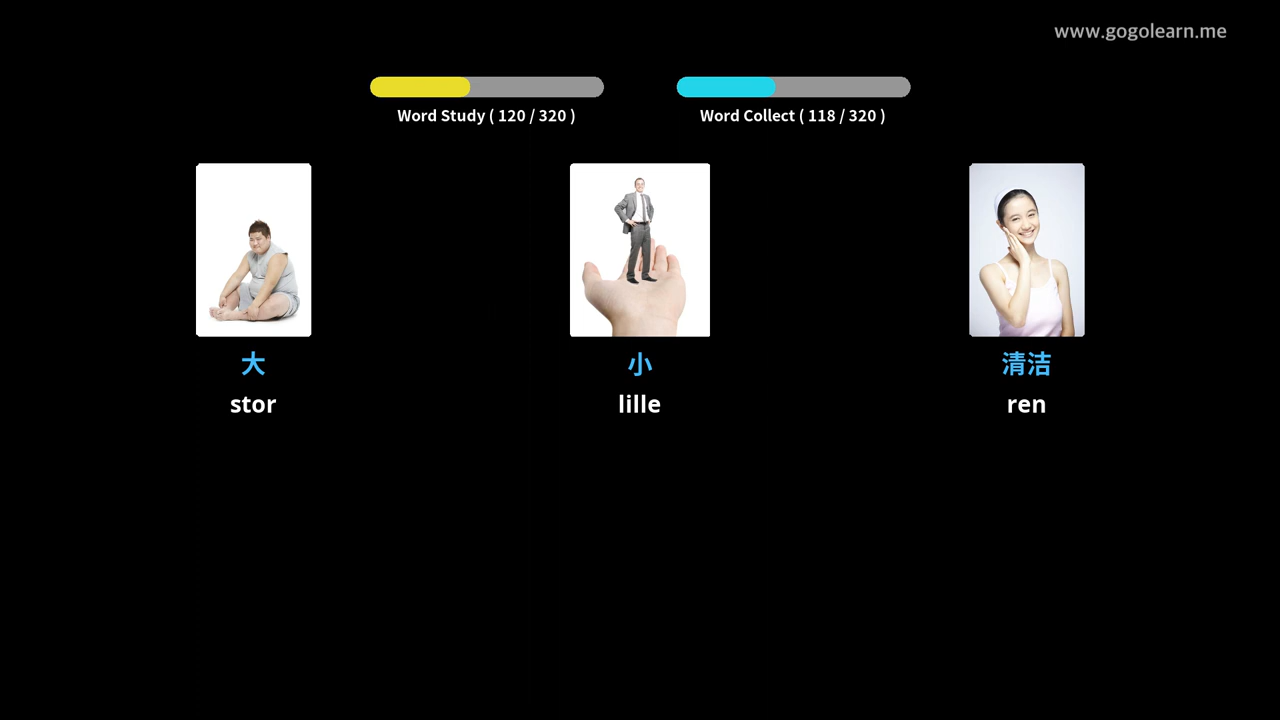 www.gogolearn.me
Word Study ( 120 / 320 )
Word Collect ( 118 / 320 )
大
小
清洁
stor
lille
ren